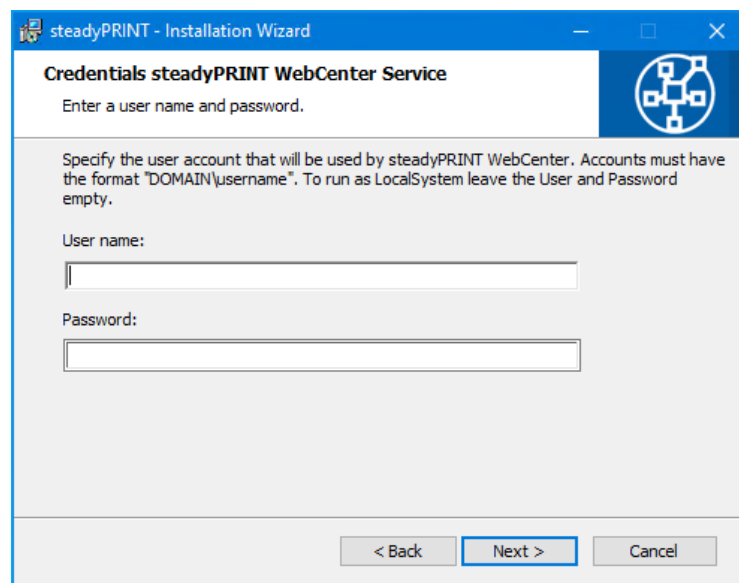 steadyPRINT - Installation Wizard
Credentials steadyPRINT WebCenter Service
Enter a user name and password.
Specify the user account that will be used by steadyPRINT WebCenter. Accounts must have
the format "DOMAIN\username". To run as LocalSystem leave the User and Password
empty.
User name:
Password:
< Back
Next >
Cancel